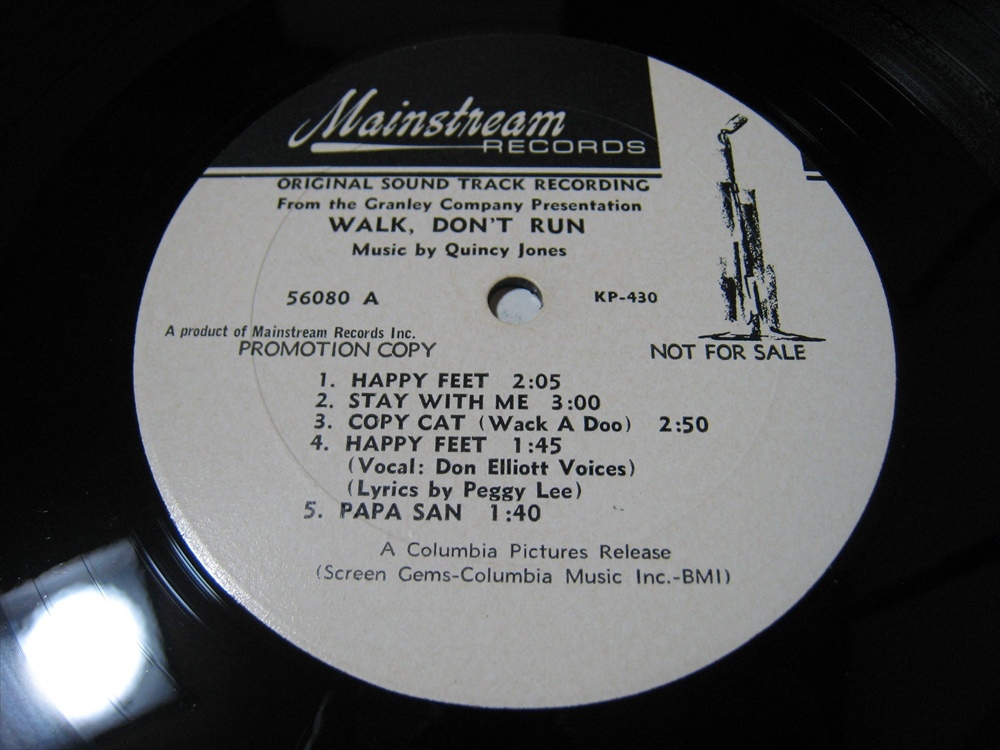 Mainstream
RECORDS
ORIGINAL SOUND TRACK RECORDING
From the Granley Company Presentation
WALK, DON'T RUN
Music by Quincy Jones
56080 A KP-430
A product of Mainstream Records Inc.
PROMOTION COPY NOT FOR SALE
1. HAPPY FEET 2:05
2. STAY WITH ME 3:00
3. COPY CAT (Wack A Doo) 2:50
4. HAPPY FEET 1:45
(Vocal: Don Elliott Voices)
(Lyrics by Peggy Lee)
5. PAPA SAN 1:40
A Columbia Pictures Release
(Screen Gems-Columbia Music Inc.-BMI)